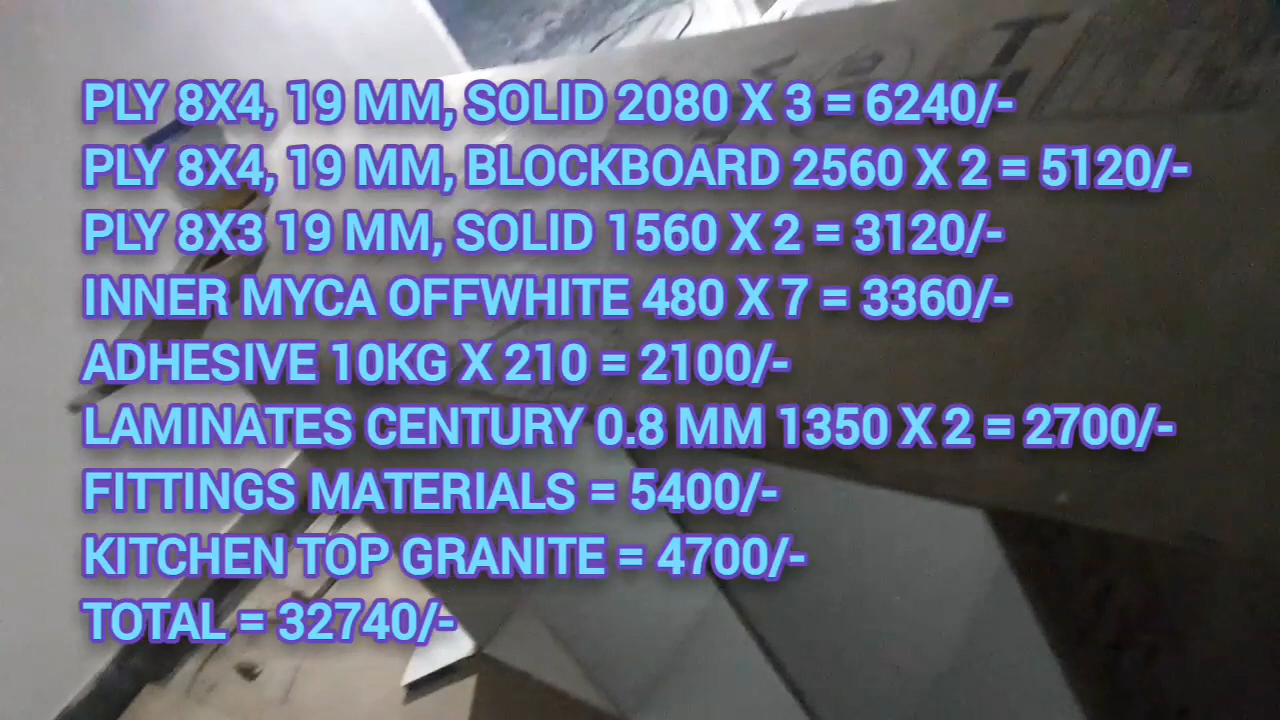 PLY 8X4, 19 MM, SOLID 2080 X 3 = 6240/-
PLY 8X4, 19 MM, BLOCKBOARD 2560 X 2 = 5120/-
PLY 8X3 19 MM, SOLID 1560 X 2 = 3120/-
INNER MYCA OFFWHITE 480 X 7 = 3360/-
ADHESIVE 10KG X 210 = 2100/-
LAMINATES CENTURY 0.8 MM 1350 X 2 = 2700/-
FITTINGS MATERIALS = 5400/-
KITCHEN TOP GRANITE = 4700/-
TOTAL = 32740/-